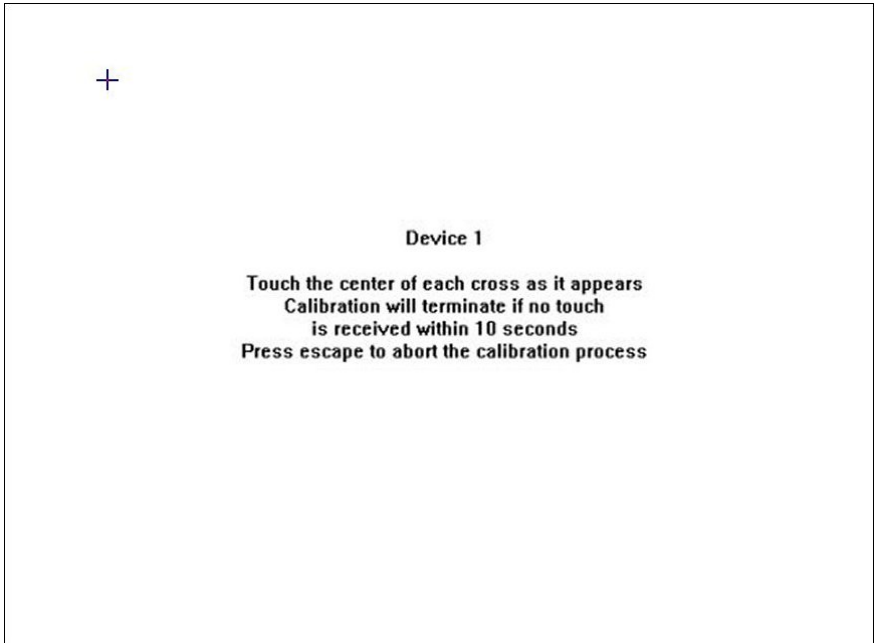 Device 1
Touch the center of each cross as it appears
Calibration will terminate if no touch
is received within 10 seconds
Press escape to abort the calibration process